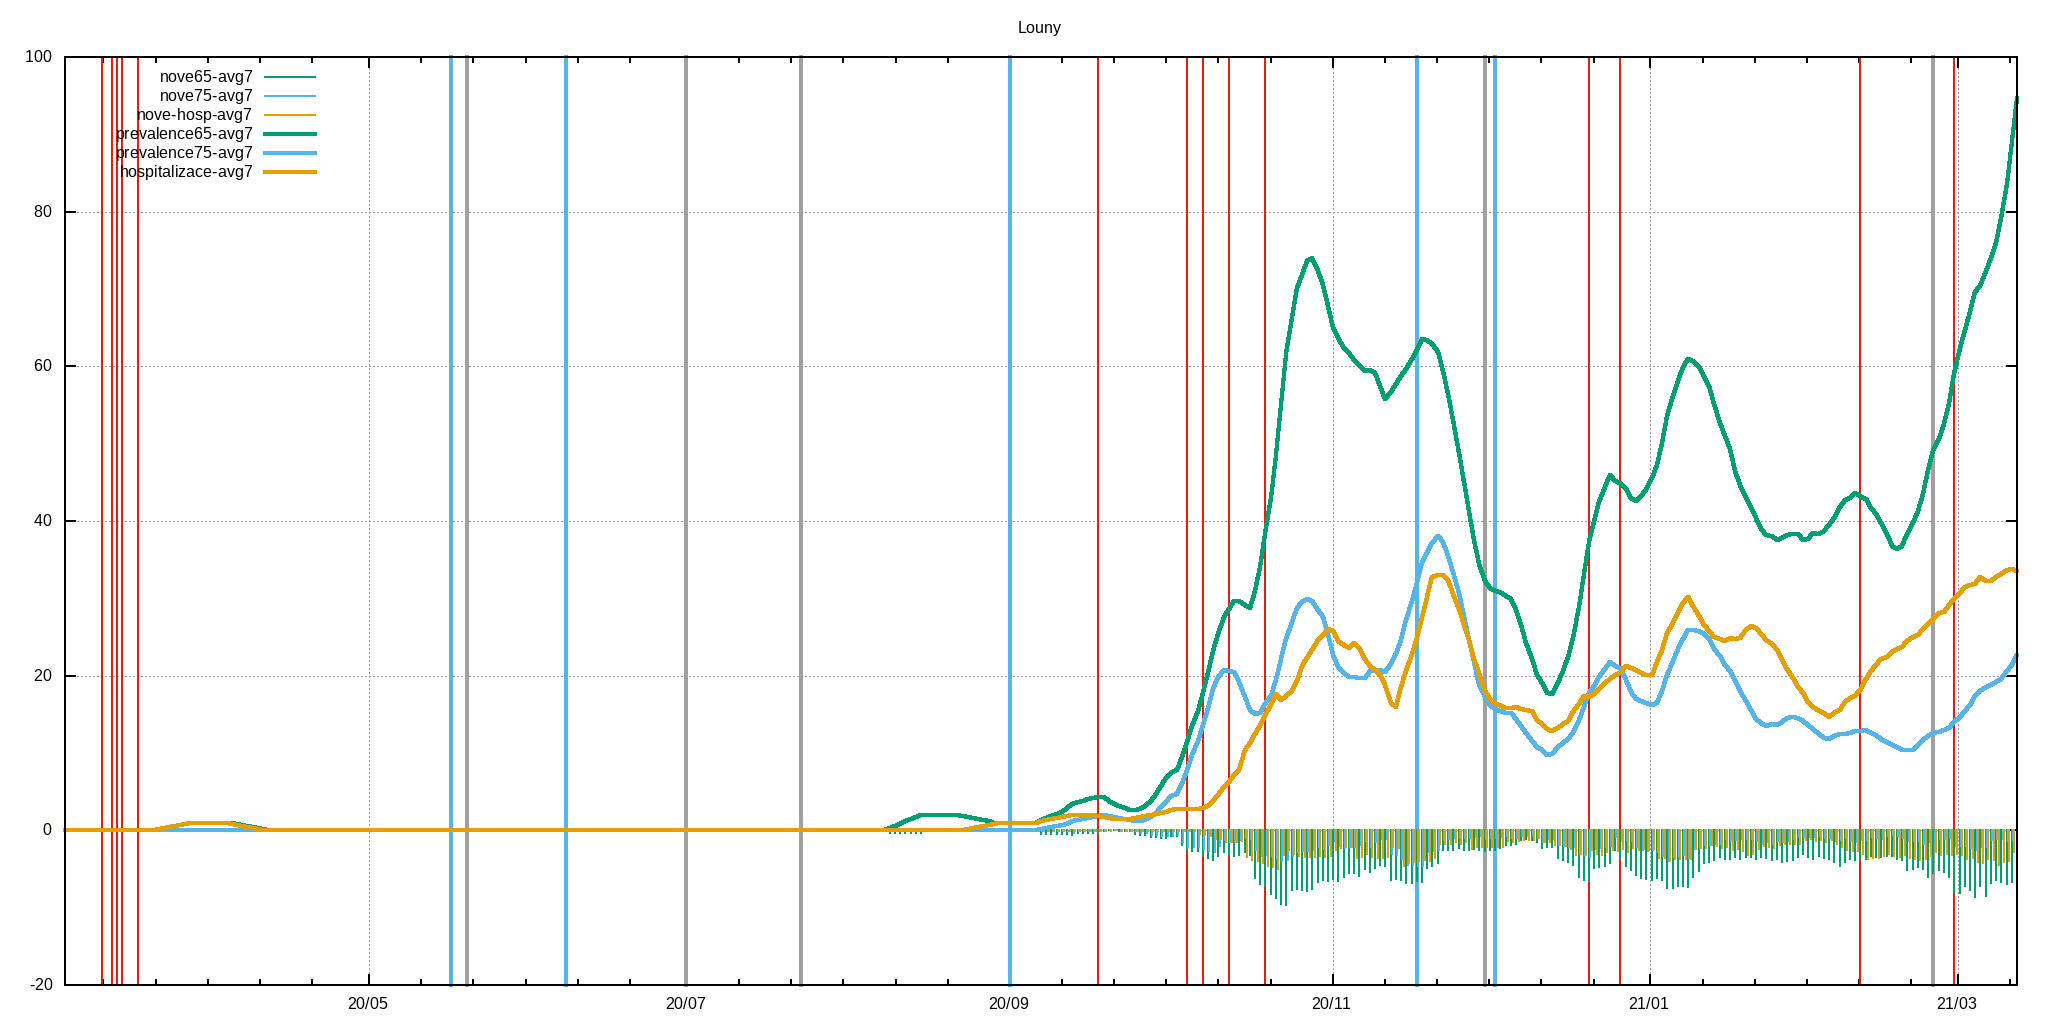 Louny
100
nove65-avg7
nove75-avg7
nove-hosp-avg7
prevalence65-avg7
prevalence75-avg7
hospitalizace-avg7
80
60
40
20
0
-20
20/05 20/07 20/09 20/11 21/01 21/03